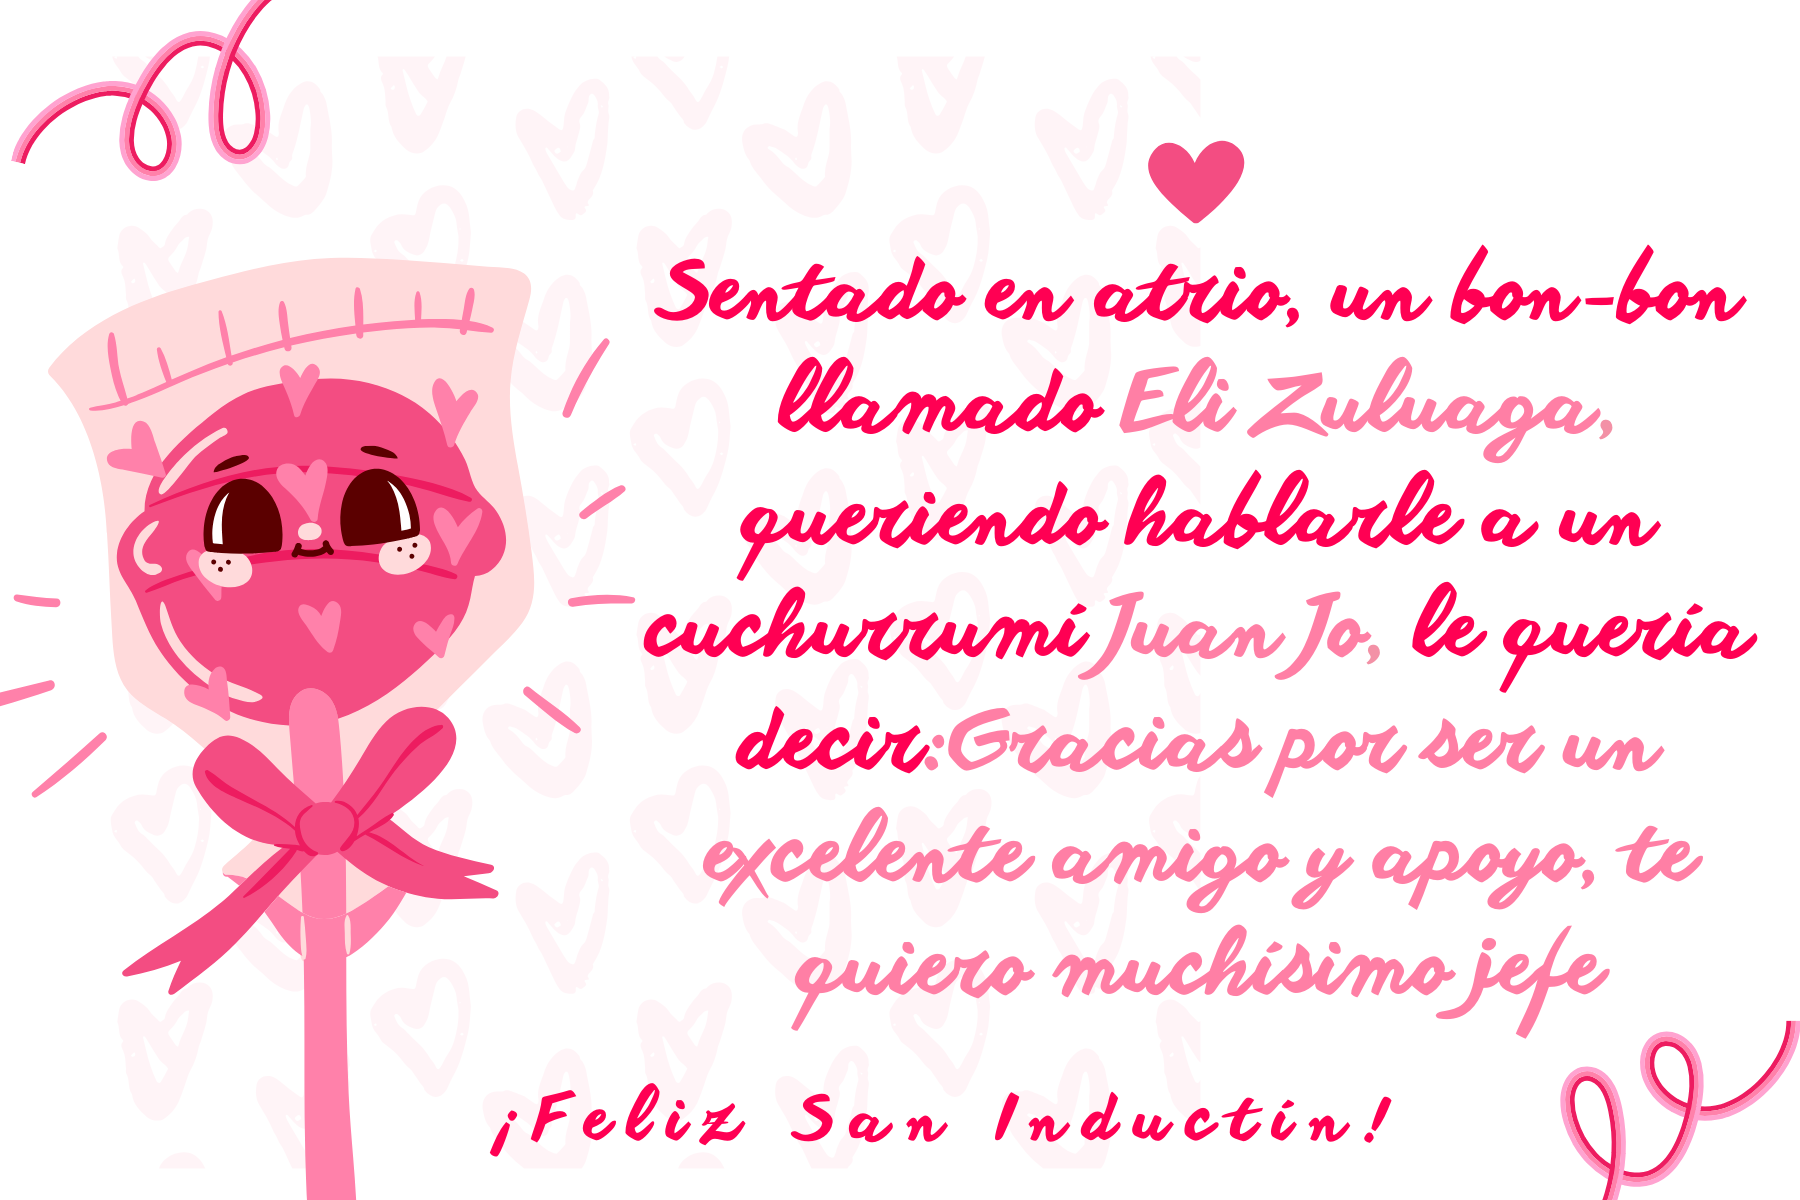 Sentado en atrio, un bon-bon
llamado Eli Zuluaga,
queriendo hablarle a un
cuchurrumí Juan Jo, le quería
decir:Gracias por ser un
excelente amigo y apoyo, te
quiero muchísimo jefe
¡Feliz San Inductín!